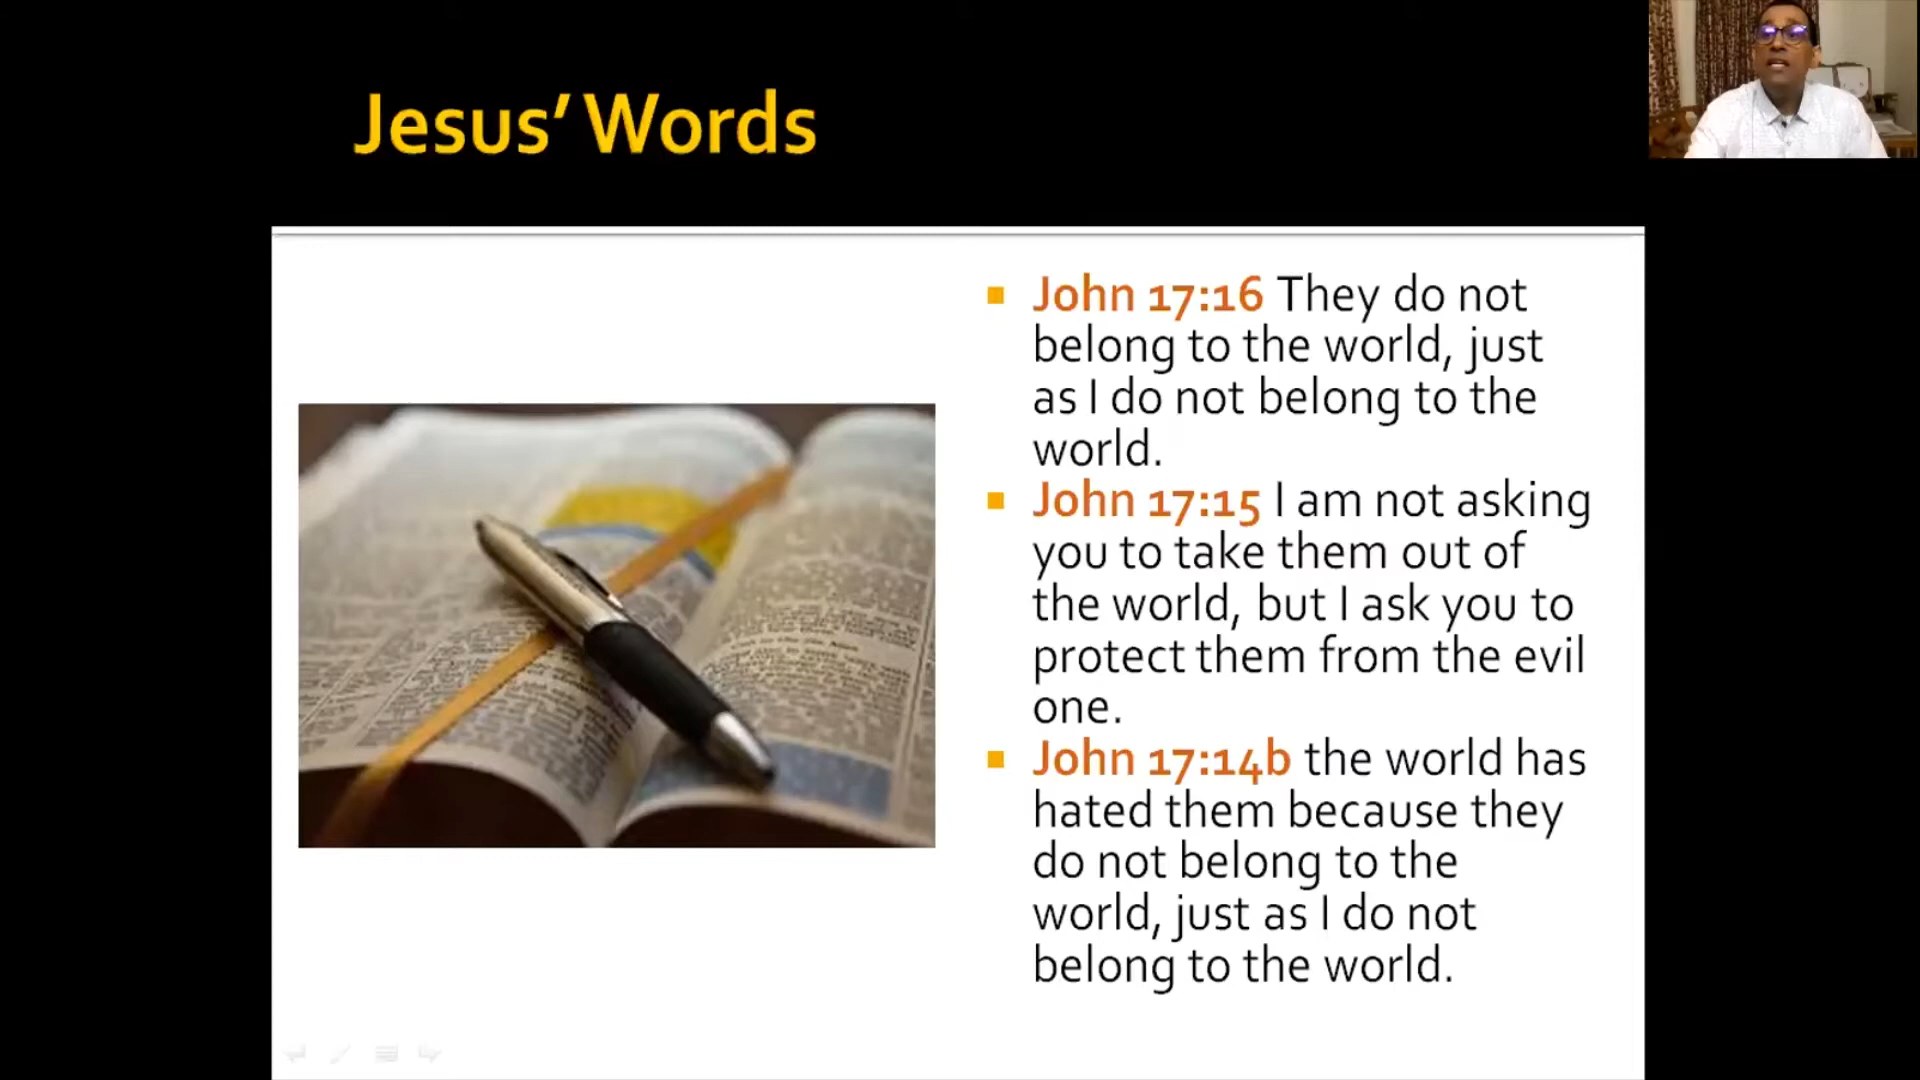 Jesus’ Words
John 17:16 They do not
belong to the world, just
as I do not belong to the
world.
John 17:15 I am not asking
you to take them out of
the world, but I ask you to
protect them from the evil
one.
John 17:14b the world has
hated them because they
do not belong to the
world, just as I do not
belong to the world.